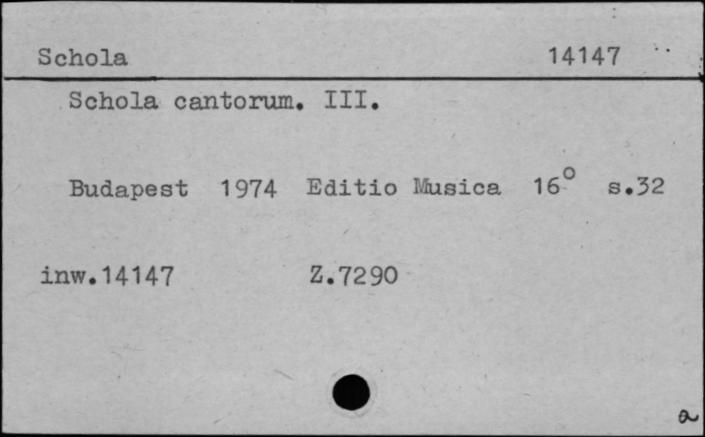 Schola 14147
Schola cantorum. III.
Budapest 1974 Editio Musica 16° s.32
inw.14147 Z.7290
a